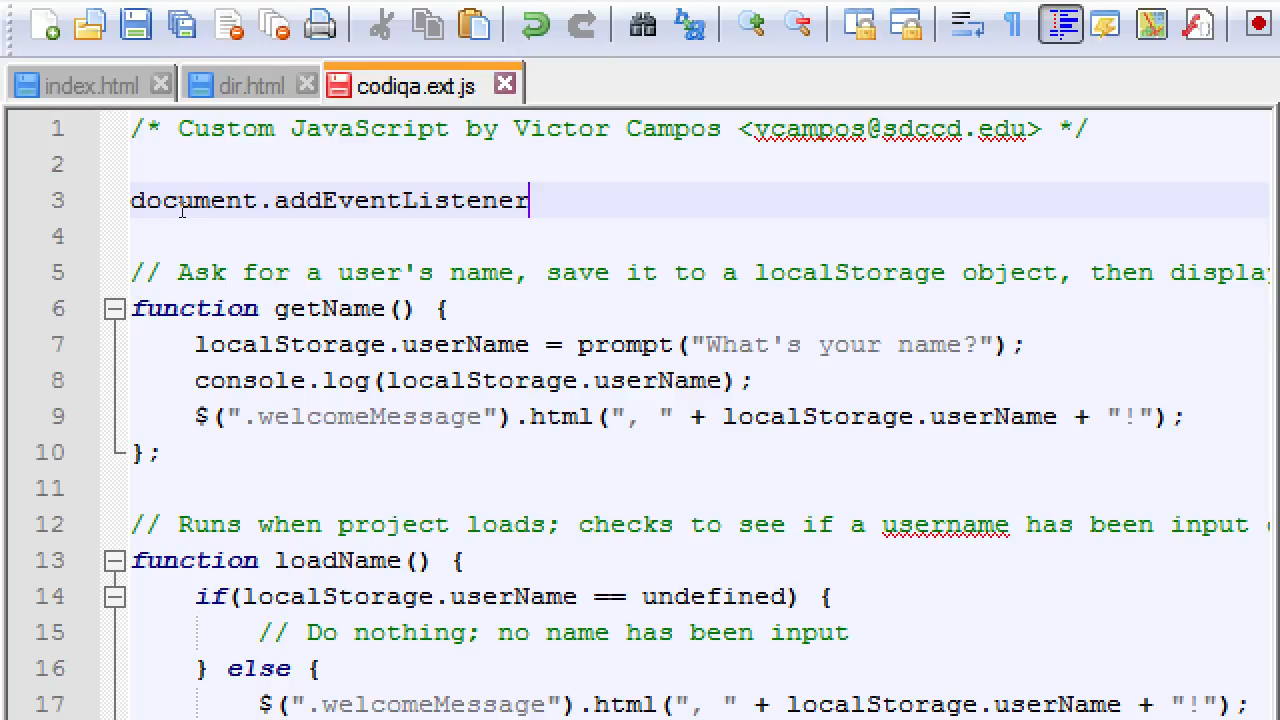 index.html dir.html codiqa.ext.js
1 /* Custom JavaScript by Victor Campos <vcampos@sdccd.edu> */
2
3 document.addEventListener
4
5 // Ask for a user's name, save it to a localStorage object, then displa
6 function getName() {
7 localStorage.userName = prompt("What's your name?");
8 console.log(localStorage.userName);
9 $(".welcomeMessage").html(", " + localStorage.userName + "!");
10 };
11
12 // Runs when project loads; checks to see if a username has been input
13 function loadName() {
14 if(localStorage.userName == undefined) {
15 // Do nothing; no name has been input
16 } else {
17 $(".welcomeMessage").html(", " + localStorage.userName + "!");